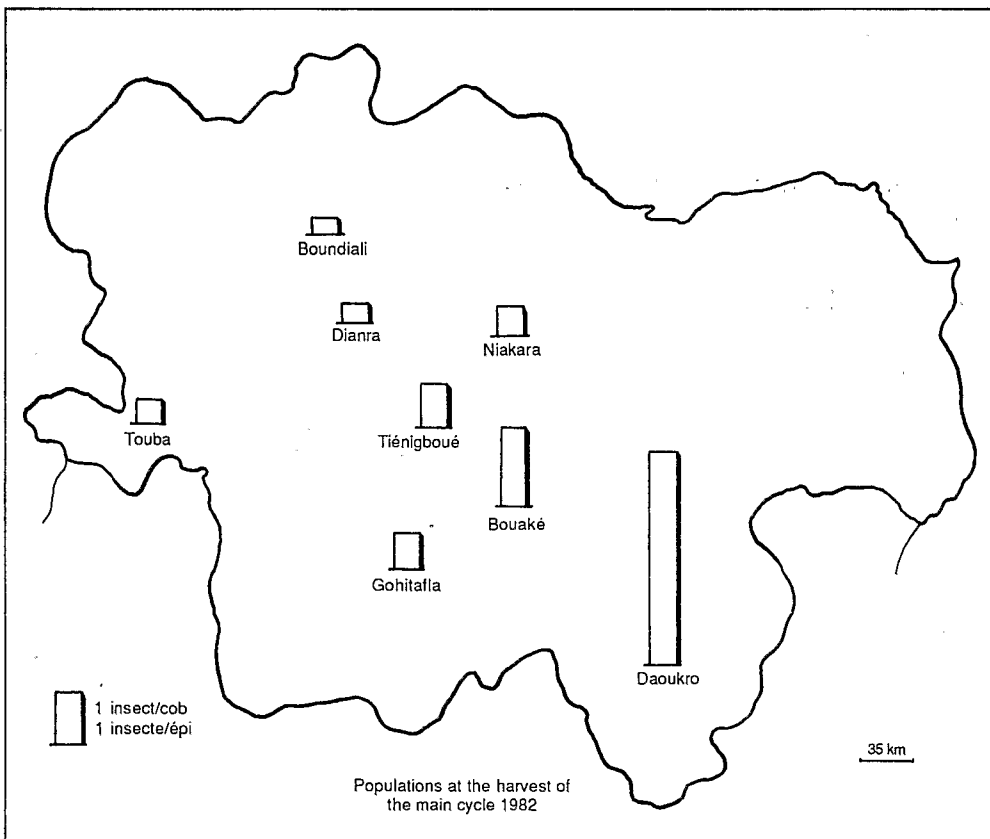 Boundiali
Dianra
Niakara
Touba
Tiénigboué
Bouaké
Gohitafla
Daoukro
1 insect/cob
1 insecte/épi
35 km
Populations at the harvest of
the main cycle 1982